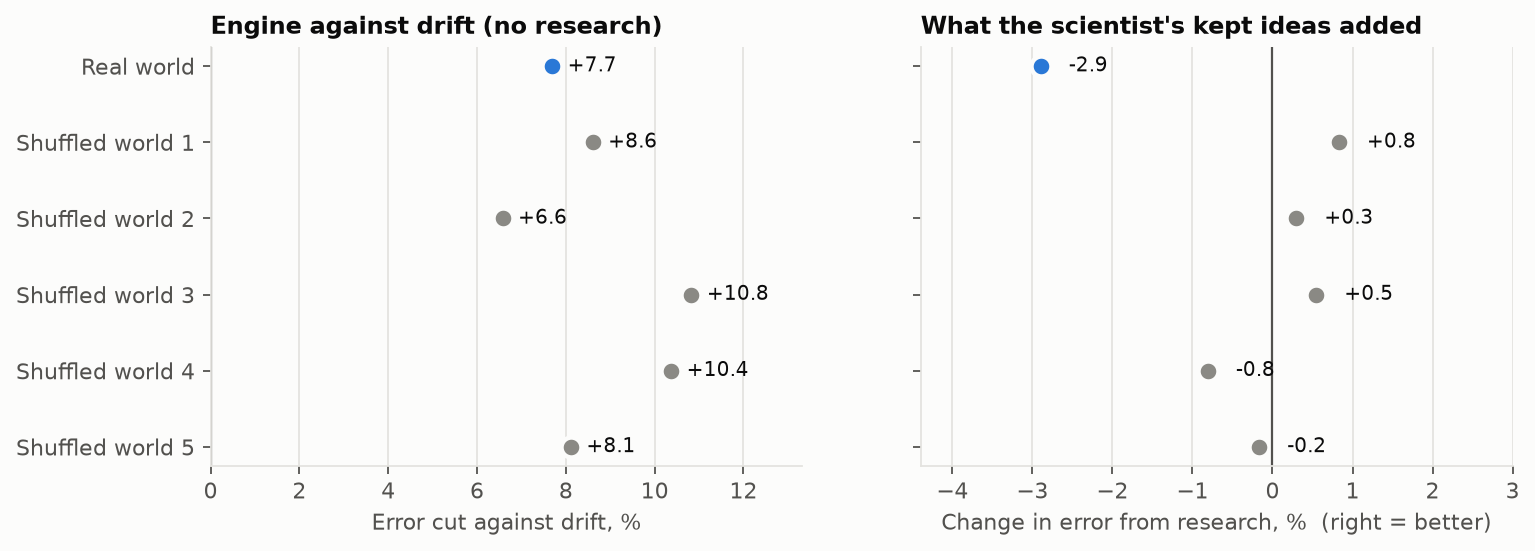 Engine against drift (no research)
Real world
+7.7
Shuffled world 1
+8.6
Shuffled world 2
+6.6
Shuffled world 3
+10.8
Shuffled world 4
+10.4
Shuffled world 5
+8.1
0 2 4 6 8 10 12
Error cut against drift, %
What the scientist's kept ideas added
-2.9
+0.8
+0.3
+0.5
-0.8
-0.2
−4 −3 −2 −1 0 1 2 3
Change in error from research, % (right = better)